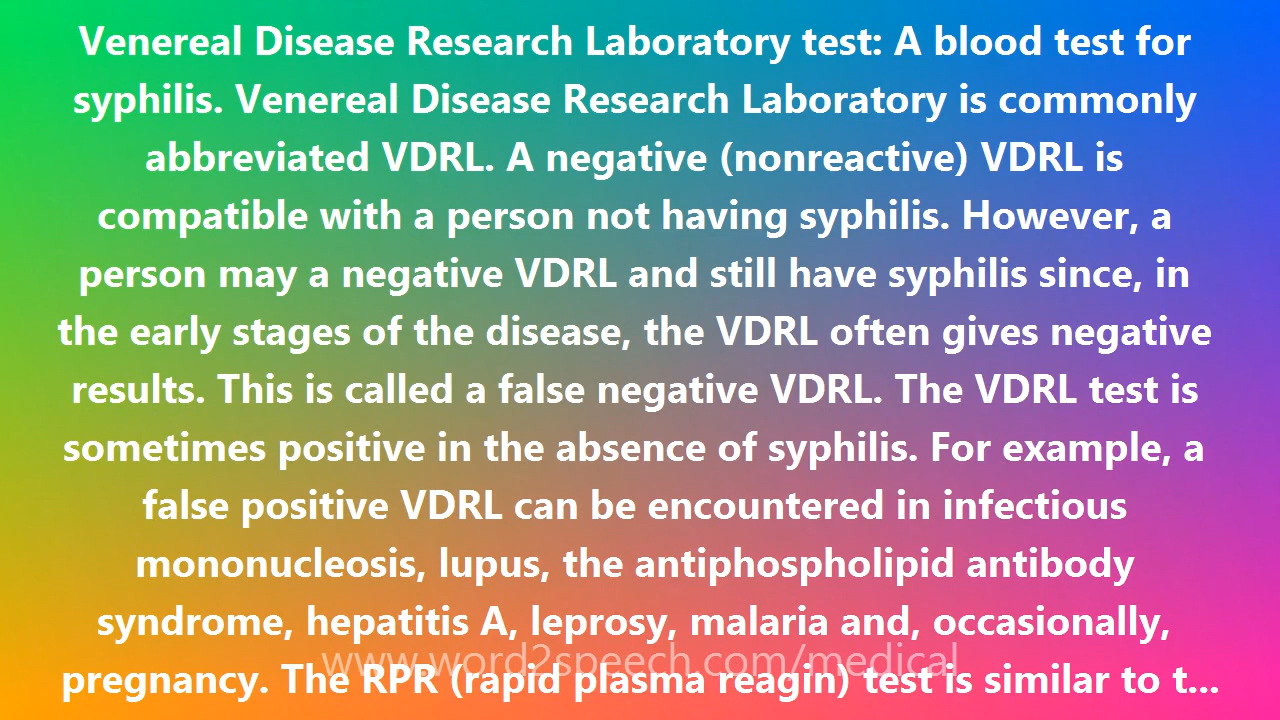 Venereal Disease Research Laboratory test: A blood test for
syphilis. Venereal Disease Research Laboratory is commonly
abbreviated VDRL. A negative (nonreactive) VDRL is
compatible with a person not having syphilis. However, a
person may a negative VDRL and still have syphilis since, in
the early stages of the disease, the VDRL often gives negative
results. This is called a false negative VDRL. The VDRL test is
sometimes positive in the absence of syphilis. For example, a
false positive VDRL can be encountered in infectious
mononucleosis, lupus, the antiphospholipid antibody
syndrome, hepatitis A, leprosy, malaria and, occasionally,
www.word2speech.com/medical
pregnancy. The RPR (rapid plasma reagin) test is similar to t...